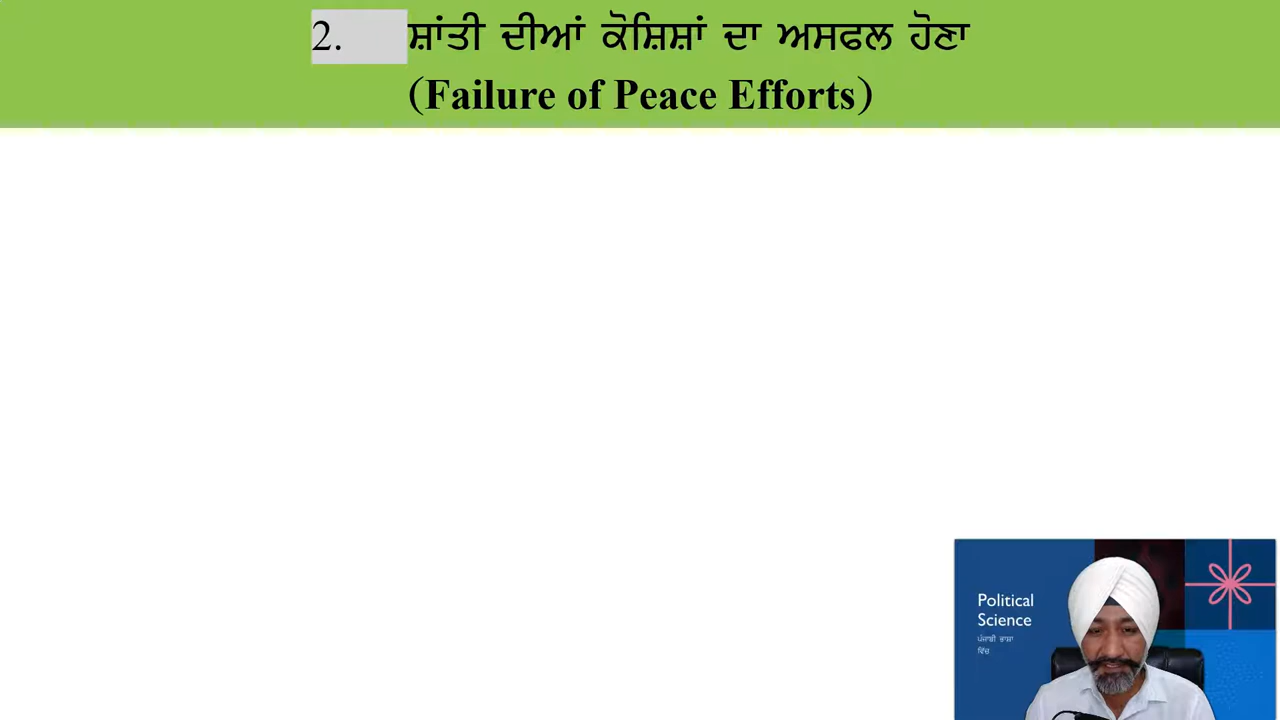 2. ਸ਼ਾਂਤੀ ਦੀਆਂ ਕੋਸ਼ਿਸ਼ਾਂ ਦਾ ਅਸਫਲ ਹੋਣਾ
(Failure of Peace Efforts)
Political
Science
ਪੰਜਾਬੀ ਭਾਸ਼ਾ
ਵਿੱਚ